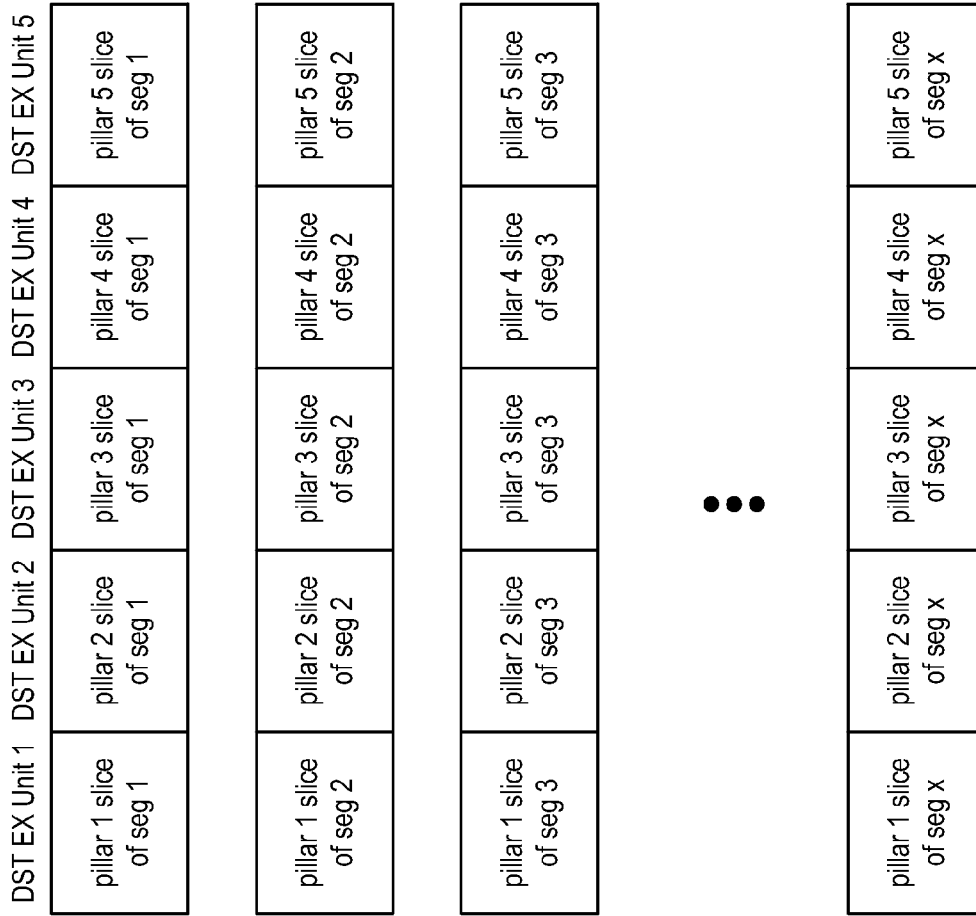 DST EX Unit 1 DST EX Unit 2 DST EX Unit 3 DST EX Unit 4 DST EX Unit 5
pillar 1 slice
of seg 1
pillar 2 slice
of seg 1
pillar 3 slice
of seg 1
pillar 4 slice
of seg 1
pillar 5 slice
of seg 1
pillar 1 slice
of seg 2
pillar 2 slice
of seg 2
pillar 3 slice
of seg 2
pillar 4 slice
of seg 2
pillar 5 slice
of seg 2
pillar 1 slice
of seg 3
pillar 2 slice
of seg 3
pillar 3 slice
of seg 3
pillar 4 slice
of seg 3
pillar 5 slice
of seg 3
pillar 1 slice
of seg x
pillar 2 slice
of seg x
pillar 3 slice
of seg x
pillar 4 slice
of seg x
pillar 5 slice
of seg x